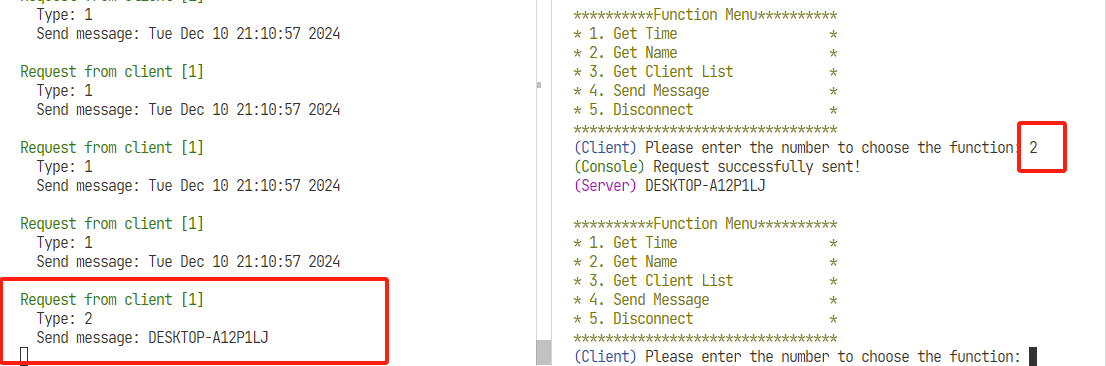 Request from client [1]
Type: 1
Send message: Tue Dec 10 21:10:57 2024
Request from client [1]
Type: 1
Send message: Tue Dec 10 21:10:57 2024
Request from client [1]
Type: 1
Send message: Tue Dec 10 21:10:57 2024
Request from client [1]
Type: 1
Send message: Tue Dec 10 21:10:57 2024
Request from client [1]
Type: 2
Send message: DESKTOP-A12P1LJ
**********Function Menu**********
* 1. Get Time *
* 2. Get Name *
* 3. Get Client List *
* 4. Send Message *
* 5. Disconnect *
*********************************
(Client) Please enter the number to choose the function: 2
(Console) Request successfully sent!
(Server) DESKTOP-A12P1LJ
**********Function Menu**********
* 1. Get Time *
* 2. Get Name *
* 3. Get Client List *
* 4. Send Message *
* 5. Disconnect *
*********************************
(Client) Please enter the number to choose the function: